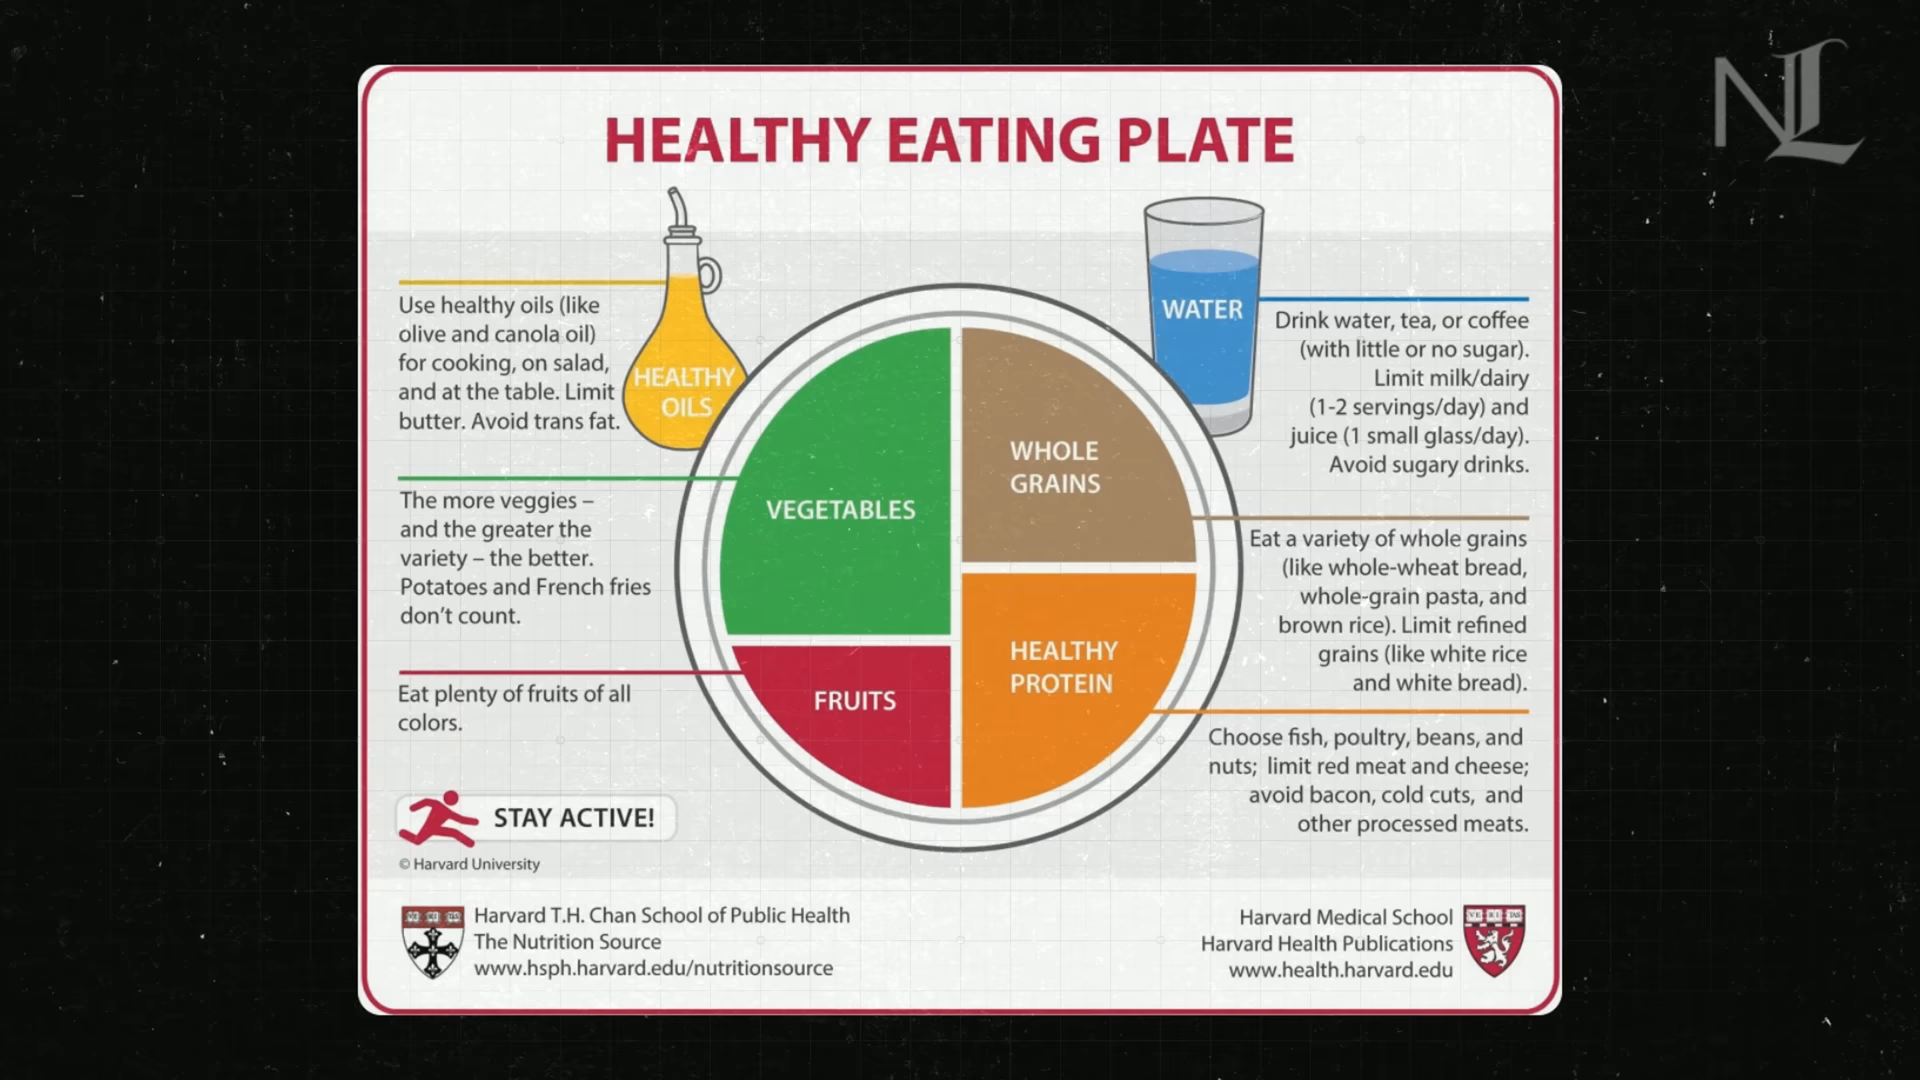 NL
HEALTHY EATING PLATE
HEALTHY
OILS
Use healthy oils (like
olive and canola oil)
for cooking, on salad,
and at the table. Limit
butter. Avoid trans fat.
The more veggies –
and the greater the
variety – the better.
Potatoes and French fries
don't count.
Eat plenty of fruits of all
colors.
VEGETABLES
FRUITS
WHOLE
GRAINS
HEALTHY
PROTEIN
WATER
Drink water, tea, or coffee
(with little or no sugar).
Limit milk/dairy
(1-2 servings/day) and
juice (1 small glass/day).
Avoid sugary drinks.
Eat a variety of whole grains
(like whole-wheat bread,
whole-grain pasta, and
brown rice). Limit refined
grains (like white rice
and white bread).
Choose fish, poultry, beans, and
nuts; limit red meat and cheese;
avoid bacon, cold cuts, and
other processed meats.
STAY ACTIVE!
© Harvard University
VE RI TAS
Harvard T.H. Chan School of Public Health
The Nutrition Source
www.hsph.harvard.edu/nutritionsource
Harvard Medical School
Harvard Health Publications
www.health.harvard.edu
VE RI TAS